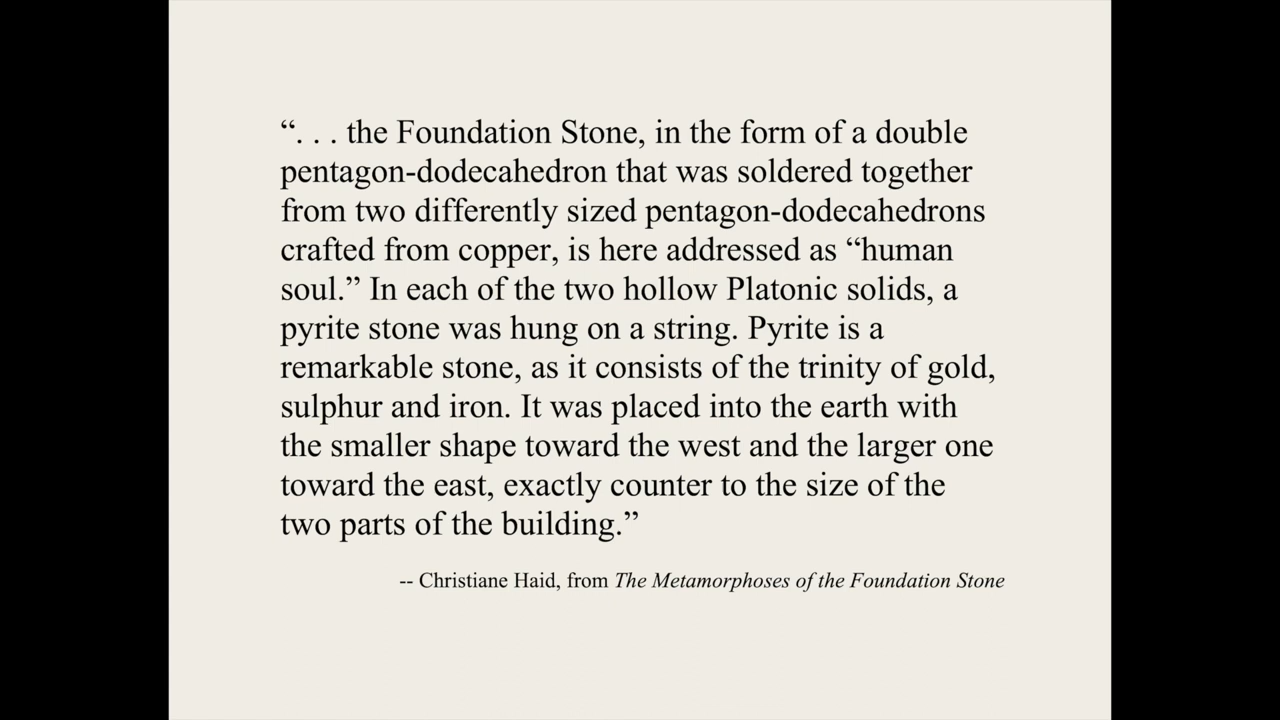 “. . . the Foundation Stone, in the form of a double
pentagon-dodecahedron that was soldered together
from two differently sized pentagon-dodecahedrons
crafted from copper, is here addressed as “human
soul.” In each of the two hollow Platonic solids, a
pyrite stone was hung on a string. Pyrite is a
remarkable stone, as it consists of the trinity of gold,
sulphur and iron. It was placed into the earth with
the smaller shape toward the west and the larger one
toward the east, exactly counter to the size of the
two parts of the building.”
-- Christiane Haid, from The Metamorphoses of the Foundation Stone